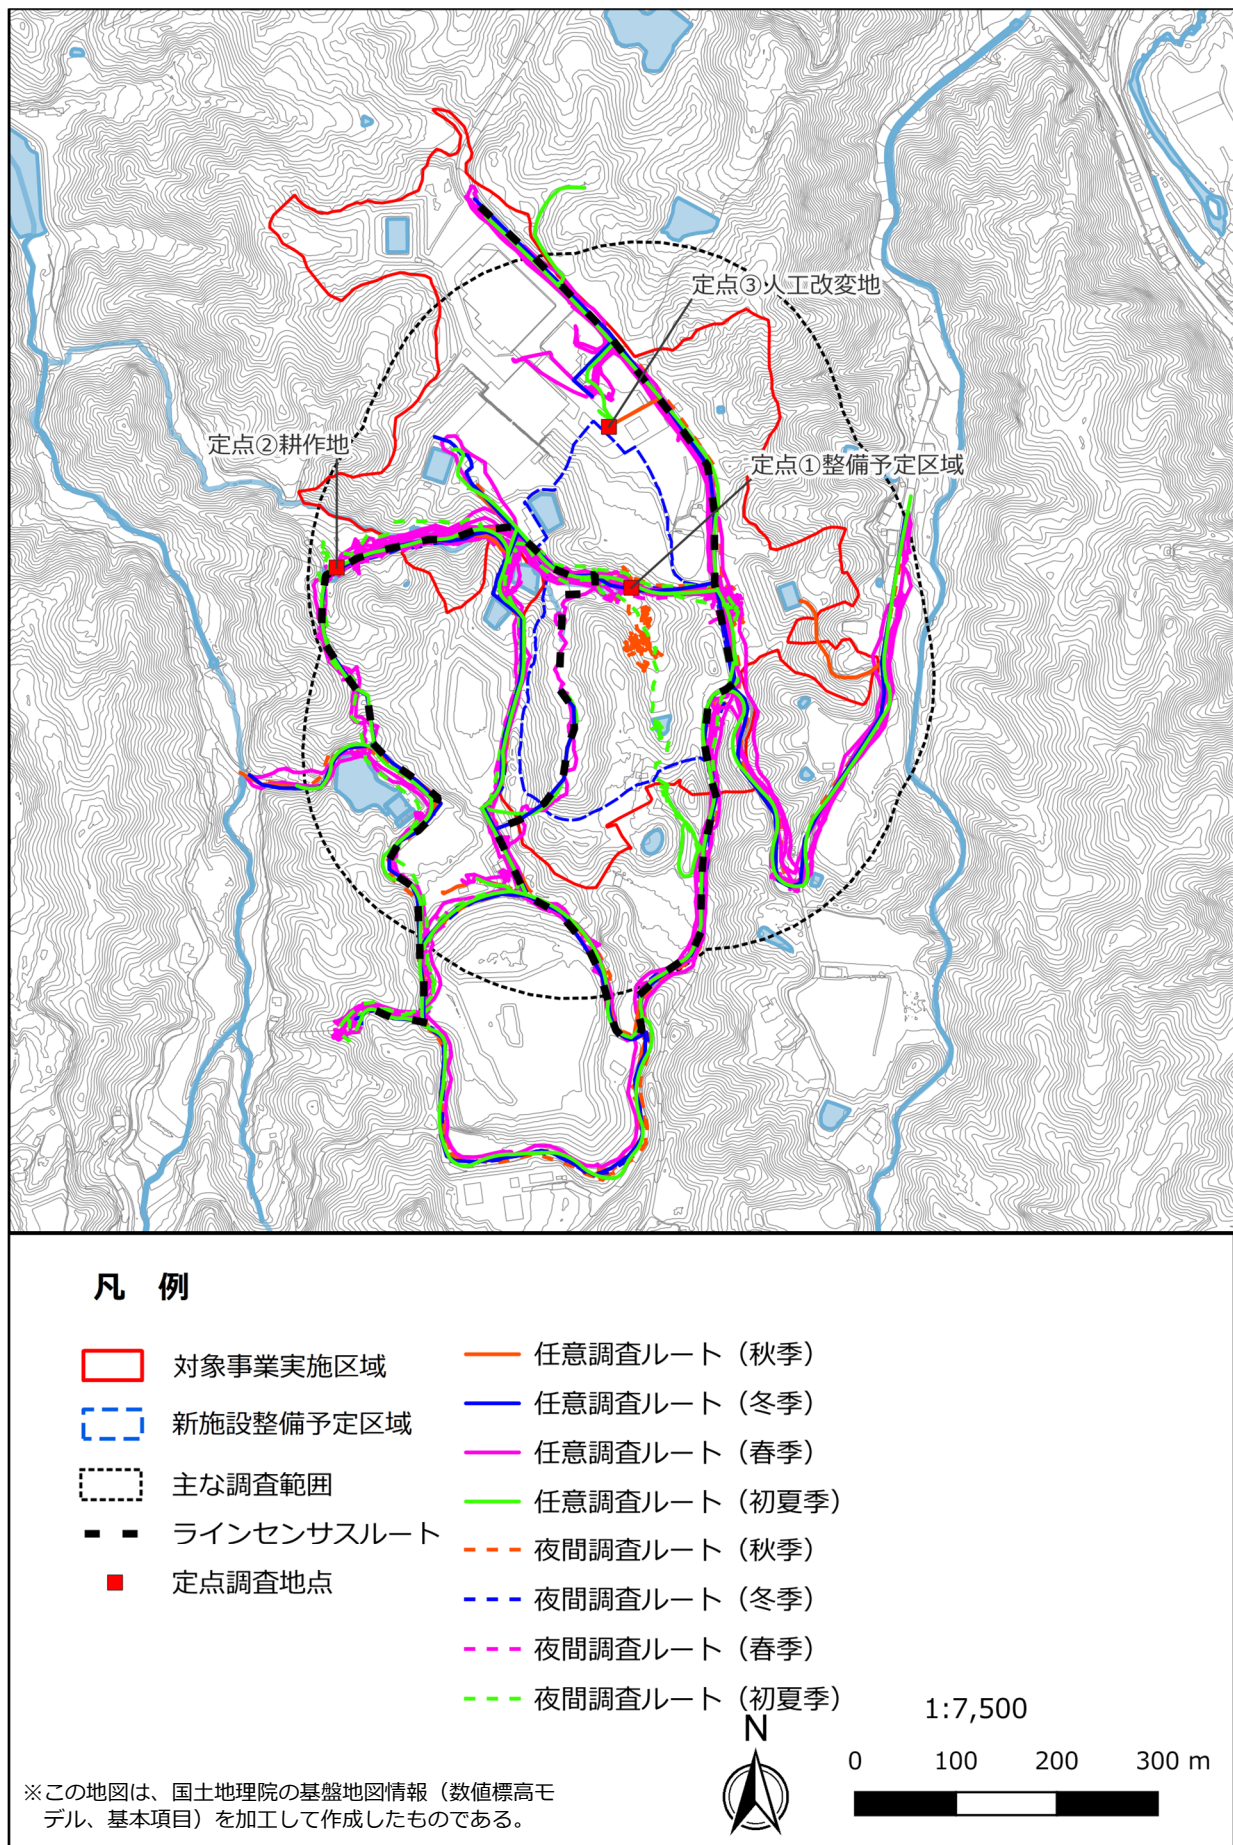 定点③人工改変地
定点②耕作地
定点①整備予定区域
凡 例
対象事業実施区域
新施設整備予定区域
主な調査範囲
ラインセンサスルート
定点調査地点
任意調査ルート（秋季）
任意調査ルート（冬季）
任意調査ルート（春季）
任意調査ルート（初夏季）
夜間調査ルート（秋季）
夜間調査ルート（冬季）
夜間調査ルート（春季）
夜間調査ルート（初夏季）
1:7,500
N
0 100 200 300 m
※この地図は、国土地理院の基盤地図情報（数値標高モ
デル、基本項目）を加工して作成したものである。